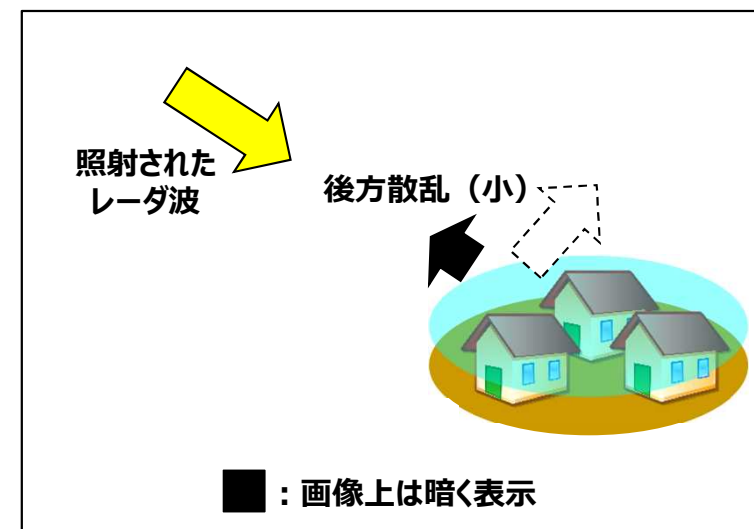 照射された
レーダ波
後方散乱（小）
：画像上は暗く表示